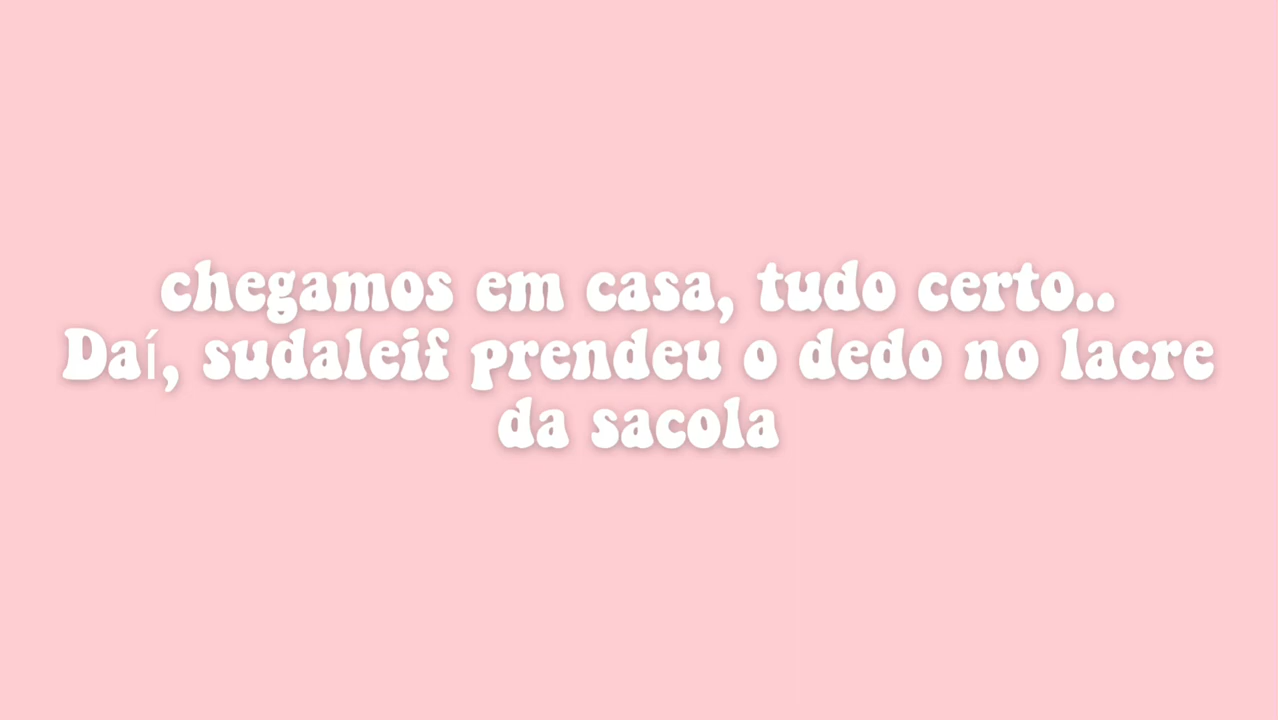 chegamos em casa, tudo certo..
Daí, sudaleif prendeu o dedo no lacre
da sacola